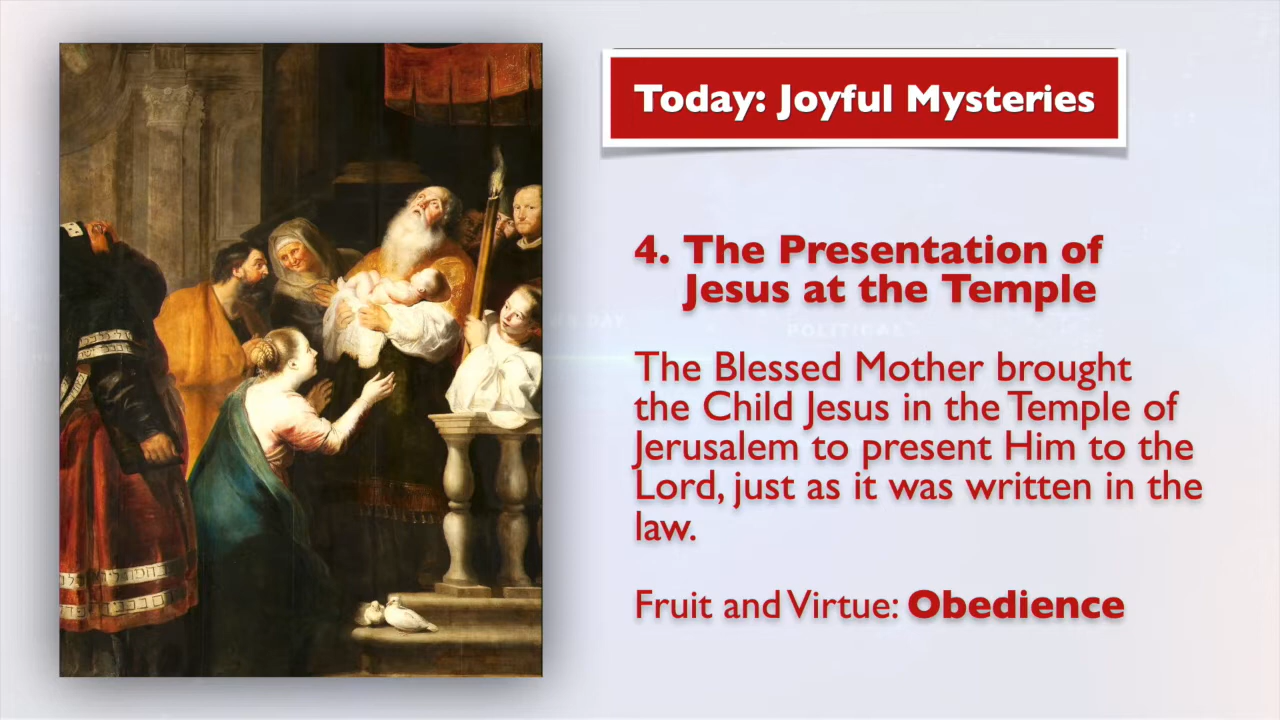 Today: Joyful Mysteries
4. The Presentation of
Jesus at the Temple
The Blessed Mother brought
the Child Jesus in the Temple of
Jerusalem to present Him to the
Lord, just as it was written in the
law.
Fruit and Virtue: Obedience